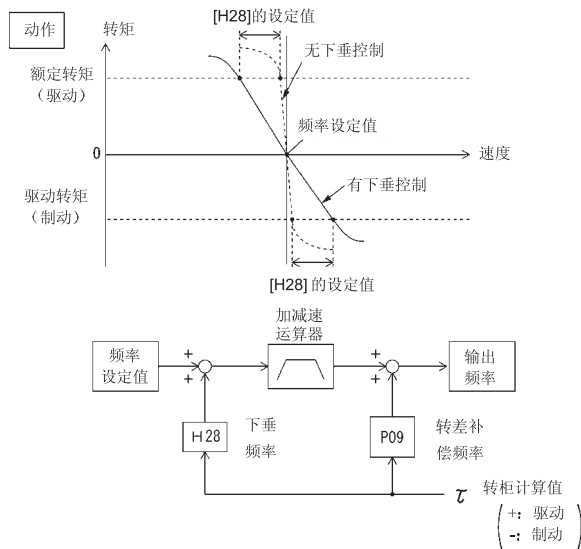 动作
转矩
[H28]的设定值
额定转矩
（驱动）
无下垂控制
频率设定值
0
速度
驱动转矩
（制动）
有下垂控制
[H28] 的设定值
频率
设定值
+
+
加减速
运算器
+
+
输出
频率
H28
下垂
频率
P09
转差补
偿频率
τ 转柜计算值
+: 驱动
-: 制动